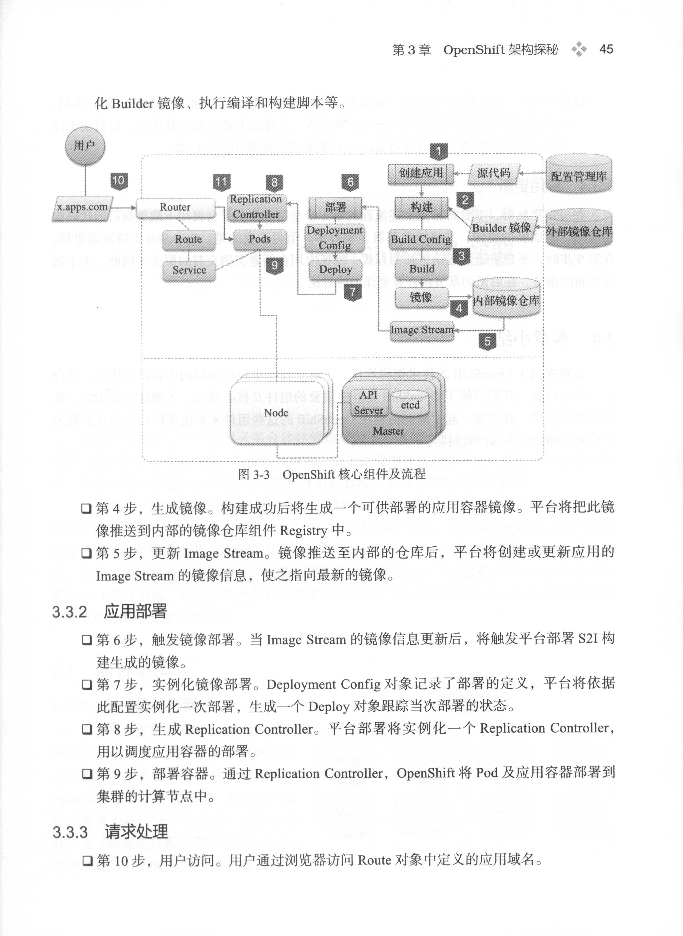 第 3 章 OpenShift 架构探秘 45
化 Builder 镜像、执行编译和构建脚本等。
用户
1
创建应用
源代码
配置管理库
10
11
8
6
2
x.apps.com
Router
Replication
Controller
部署
构建
Builder 镜像
外部镜像仓库
Route
Pods
Deployment
Config
Build Config
3
Service
9
Deploy
Build
7
镜像
4
内部镜像仓库
Image Stream
5
Node
API
Server
etcd
Master
图 3-3 OpenShift 核心组件及流程
❑ 第 4 步，生成镜像。构建成功后将生成一个可供部署的应用容器镜像。平台将把此镜
像推送到内部的镜像仓库组件 Registry 中。
❑ 第 5 步，更新 Image Stream。镜像推送至内部的仓库后，平台将创建或更新应用的
Image Stream 的镜像信息，使之指向最新的镜像。
3.3.2 应用部署
❑ 第 6 步，触发镜像部署。当 Image Stream 的镜像信息更新后，将触发平台部署 S2I 构
建生成的镜像。
❑ 第 7 步，实例化镜像部署。Deployment Config 对象记录了部署的定义，平台将依据
此配置实例化一次部署，生成一个 Deploy 对象跟踪当次部署的状态。
❑ 第 8 步，生成 Replication Controller。平台部署将实例化一个 Replication Controller，
用以调度应用容器的部署。
❑ 第 9 步，部署容器。通过 Replication Controller，OpenShift 将 Pod 及应用容器部署到
集群的计算节点中。
3.3.3 请求处理
❑ 第 10 步，用户访问。用户通过浏览器访问 Route 对象中定义的应用域名。